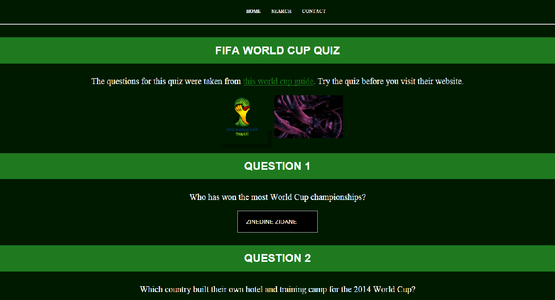 HOME SEARCH CONTACT
FIFA WORLD CUP QUIZ
The questions for this quiz were taken from this world cup guide. Try the quiz before you visit their website.
QUESTION 1
Who has won the most World Cup championships?
ZINEDINE ZIDANE
QUESTION 2
Which country built their own hotel and training camp for the 2014 World Cup?